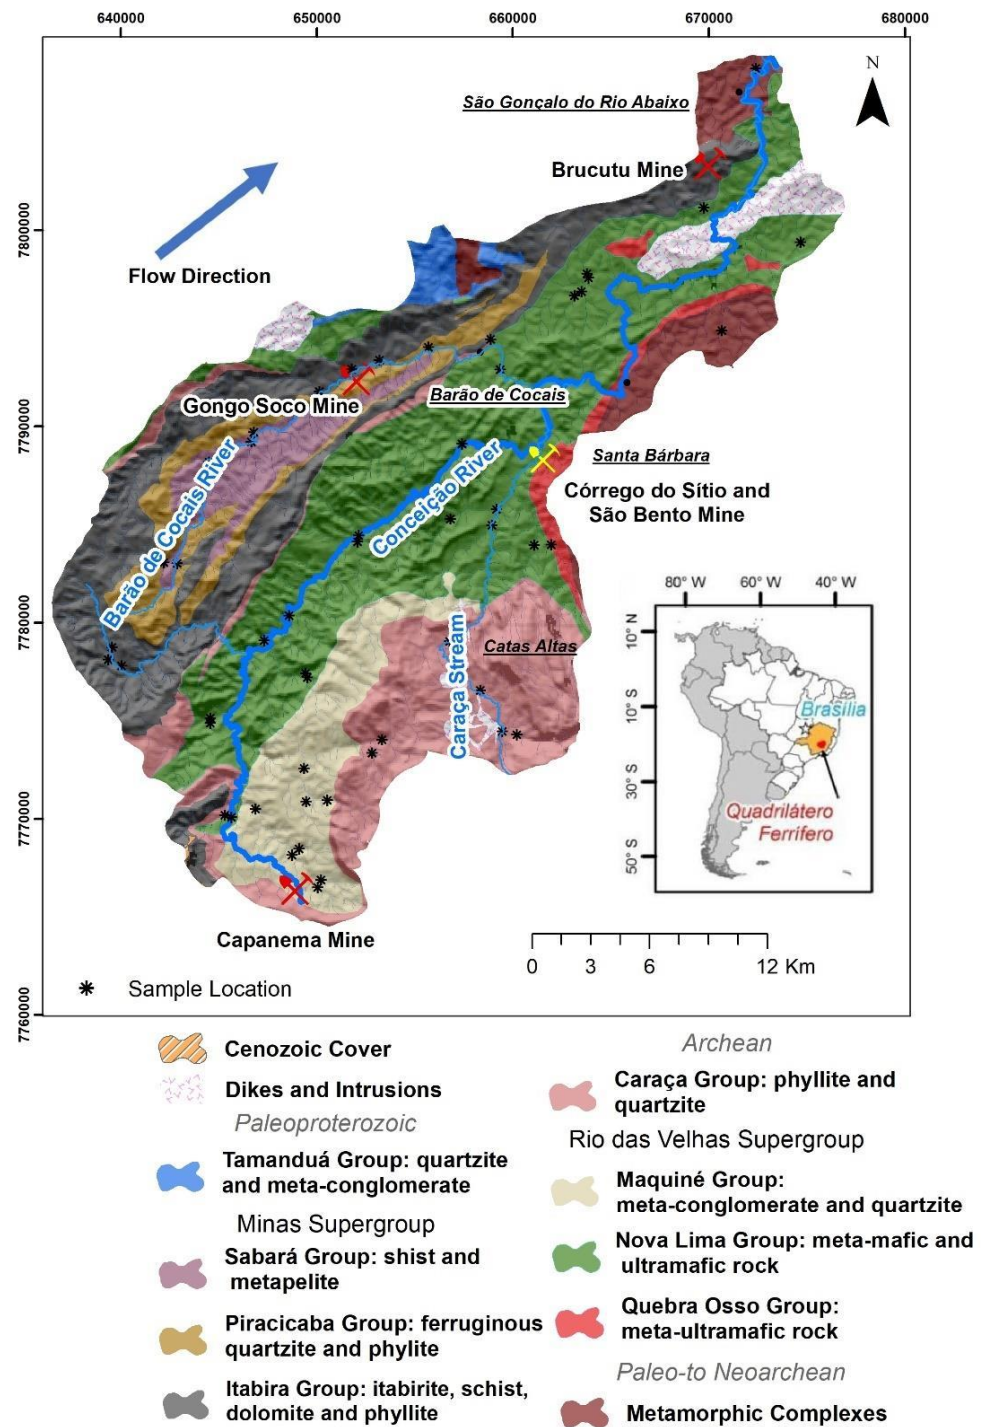 640000
650000
660000
670000
680000
N
São Gonçalo do Rio Abaixo
Brucutu Mine
7800000
Flow Direction
Gongo Soco Mine
Barão de Cocais
7790000
Barão de Cocais River
Conceição River
Santa Bárbara
Córrego do Sítio and
São Bento Mine
7780000
Caraça Stream
Catas Altas
80° W
60° W
40° W
10° N
10° S
30° S
50° S
Brasília
Quadrilátero
Ferrífero
7770000
Capanema Mine
0
3
6
12 Km
Sample Location
7760000
Cenozoic Cover
Dikes and Intrusions
Paleoproterozoic
Tamanduá Group: quartzite
and meta-conglomerate
Minas Supergroup
Sabará Group: shist and
metapelite
Piracicaba Group: ferruginous
quartzite and phylite
Itabira Group: itabirite, schist,
dolomite and phyllite
Archean
Caraça Group: phyllite and
quartzite
Rio das Velhas Supergroup
Maquiné Group:
meta-conglomerate and quartzite
Nova Lima Group: meta-mafic and
ultramafic rock
Quebra Osso Group:
meta-ultramafic rock
Paleo-to Neoarchean
Metamorphic Complexes